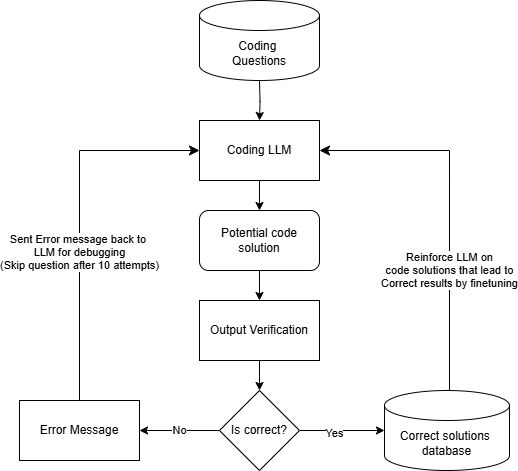 Coding
Questions
Coding LLM
Potential code
solution
Sent Error message back to
LLM for debugging
(Skip question after 10 attempts)
Reinforce LLM on
code solutions that lead to
Correct results by finetuning
Output Verification
Error Message
No
Is correct?
Yes
Correct solutions
database